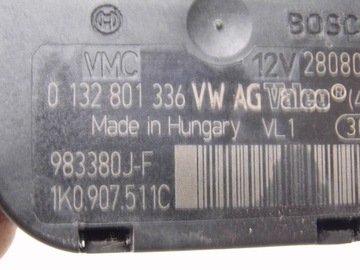 BOSC
VMC 12V 28080
0 132 801 336 VW AG Valeo® (A
Made in Hungary VL1 3
983380J-F
1K0.907.511C